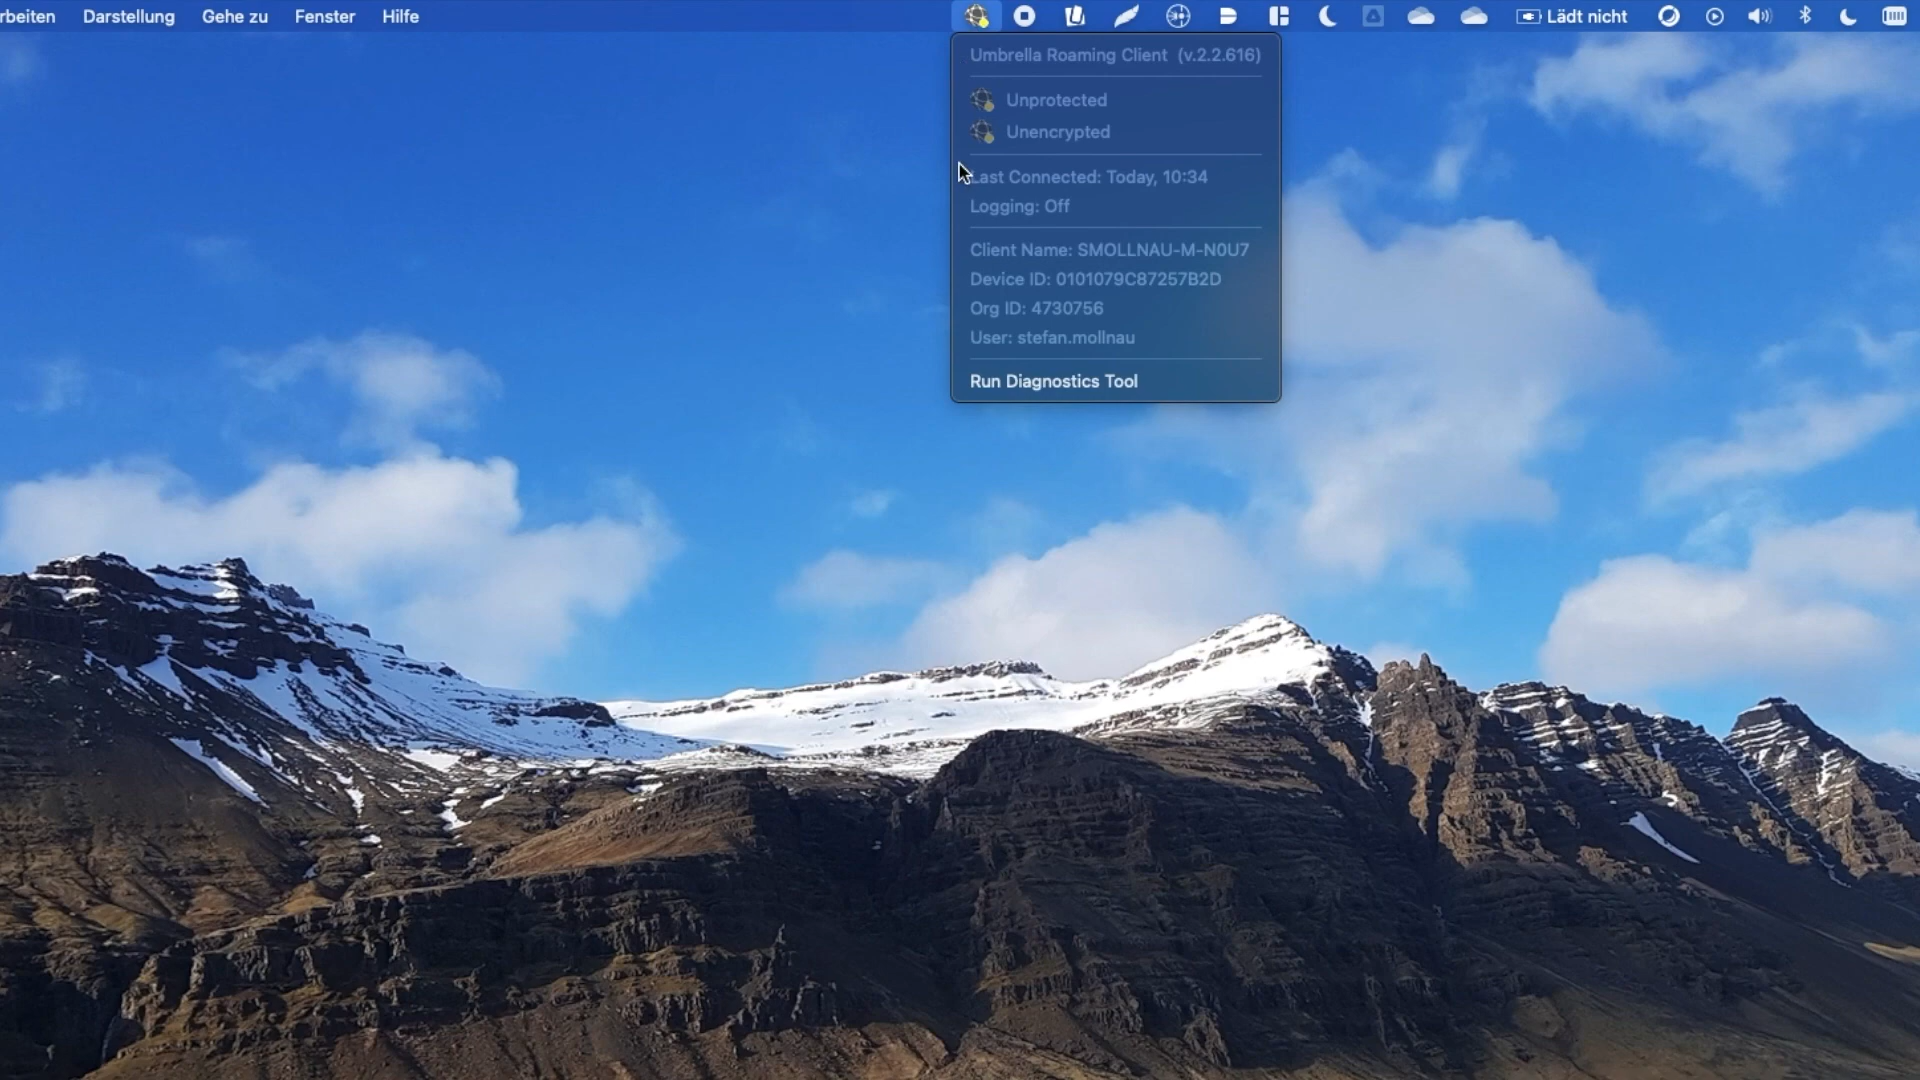 rbeiten Darstellung Gehe zu Fenster Hilfe Lädt nicht
Umbrella Roaming Client (v.2.2.616)
Unprotected
Unencrypted
Last Connected: Today, 10:34
Logging: Off
Client Name: SMOLLNAU-M-N0U7
Device ID: 0101079C87257B2D
Org ID: 4730756
User: stefan.mollnau
Run Diagnostics Tool